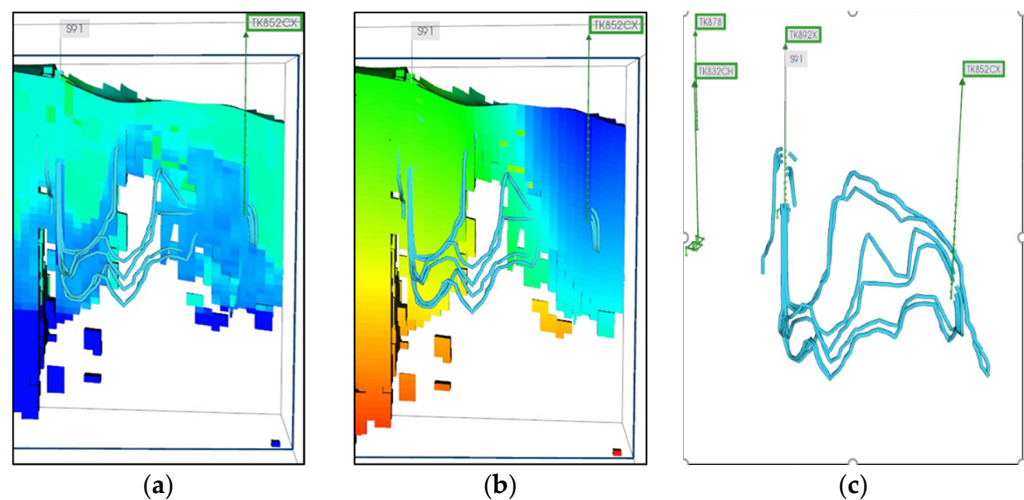 S91
TK852CX
S91
TK852CX
TK878
TK892X
S91
TK832CH
TK852CX
(a)
(b)
(c)